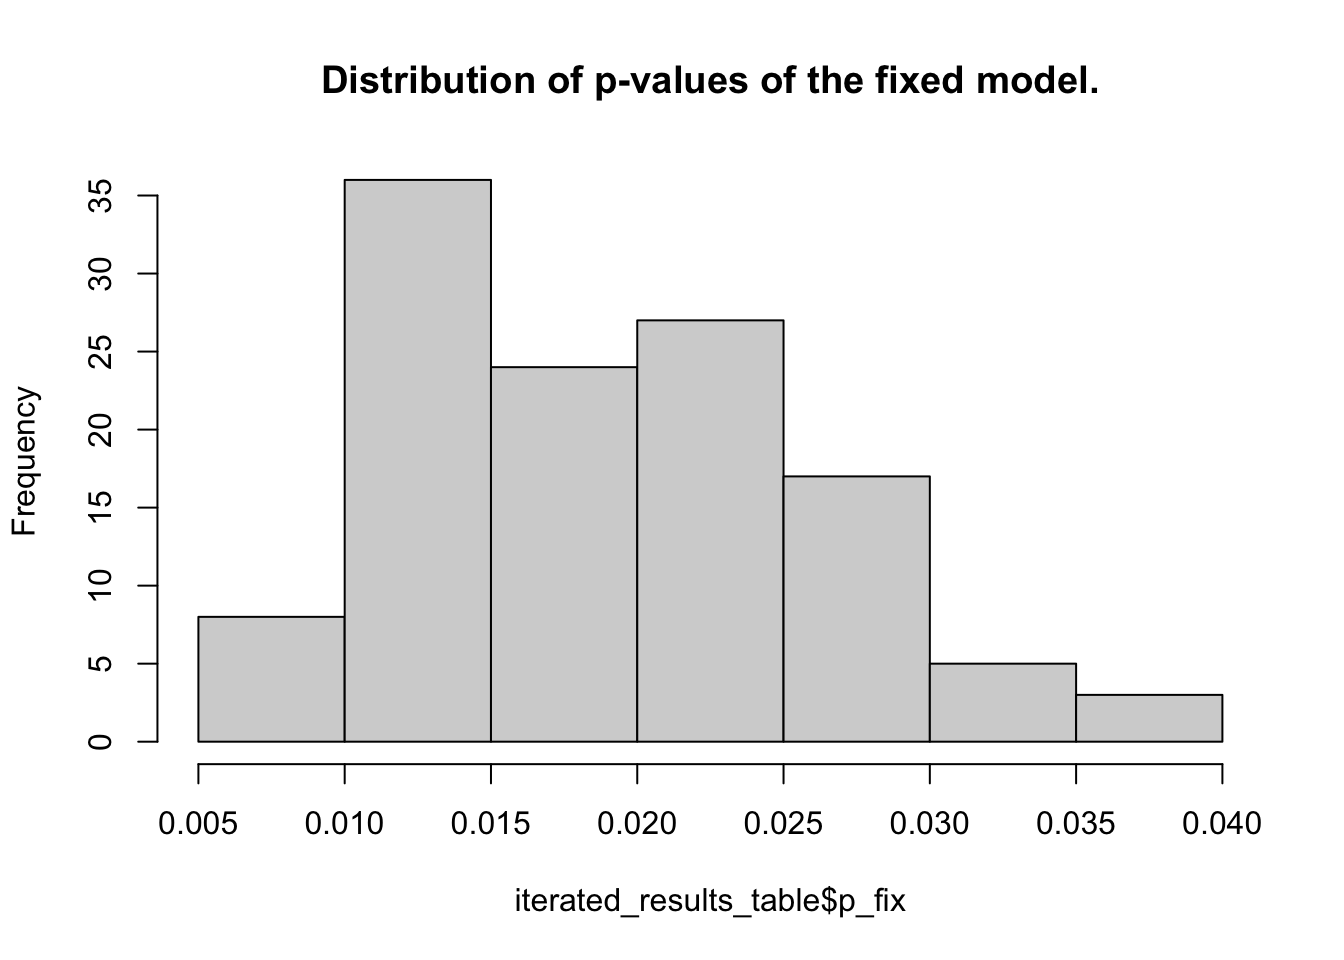 Distribution of p-values of the fixed model.
Frequency
35
30
25
20
15
10
5
0
0.005 0.010 0.015 0.020 0.025 0.030 0.035 0.040
iterated_results_table$p_fix